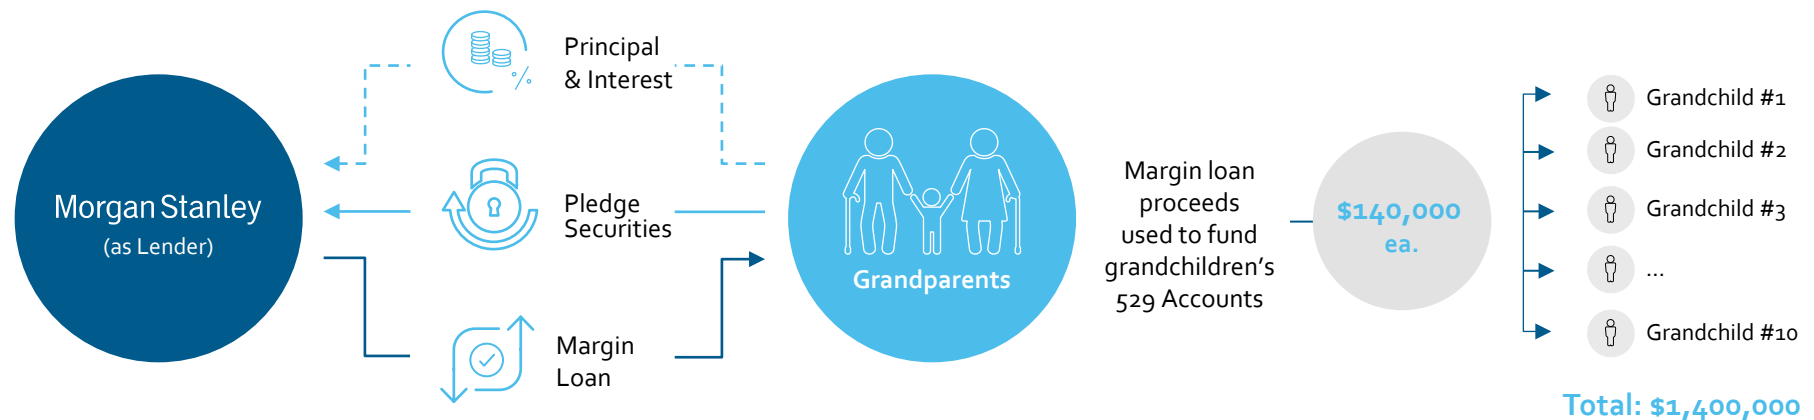 Morgan Stanley
(as Lender)
Principal
& Interest
%
Pledge
Securities
Margin
Loan
Grandparents
Margin loan
proceeds
used to fund
grandchildren's
529 Accounts
$140,000
ea.
Grandchild #1
Grandchild #2
Grandchild #3
...
Grandchild #10
Total: $1,400,000